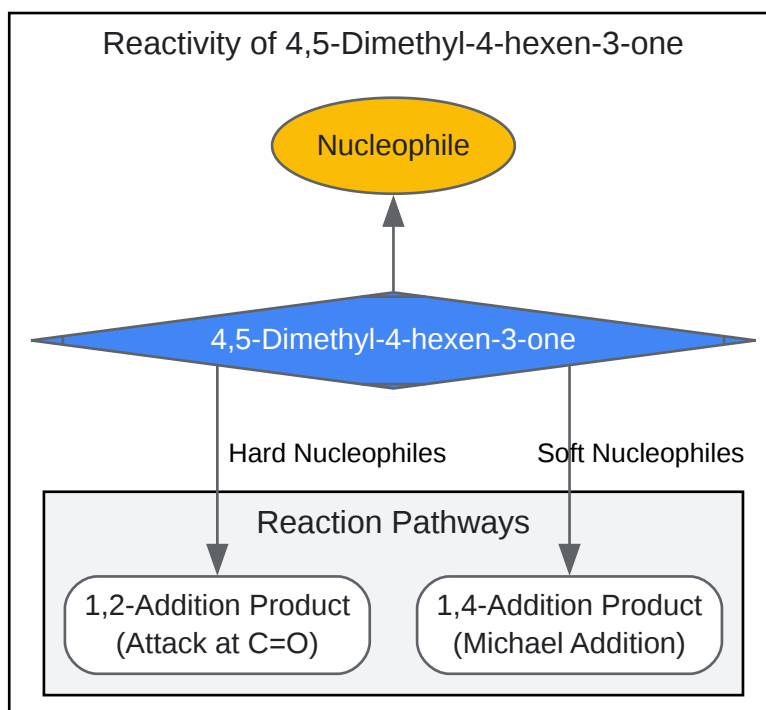 Reactivity of 4,5-Dimethyl-4-hexen-3-one
Nucleophile
4,5-Dimethyl-4-hexen-3-one
Hard Nucleophiles
Soft Nucleophiles
Reaction Pathways
1,2-Addition Product
(Attack at C=O)
1,4-Addition Product
(Michael Addition)